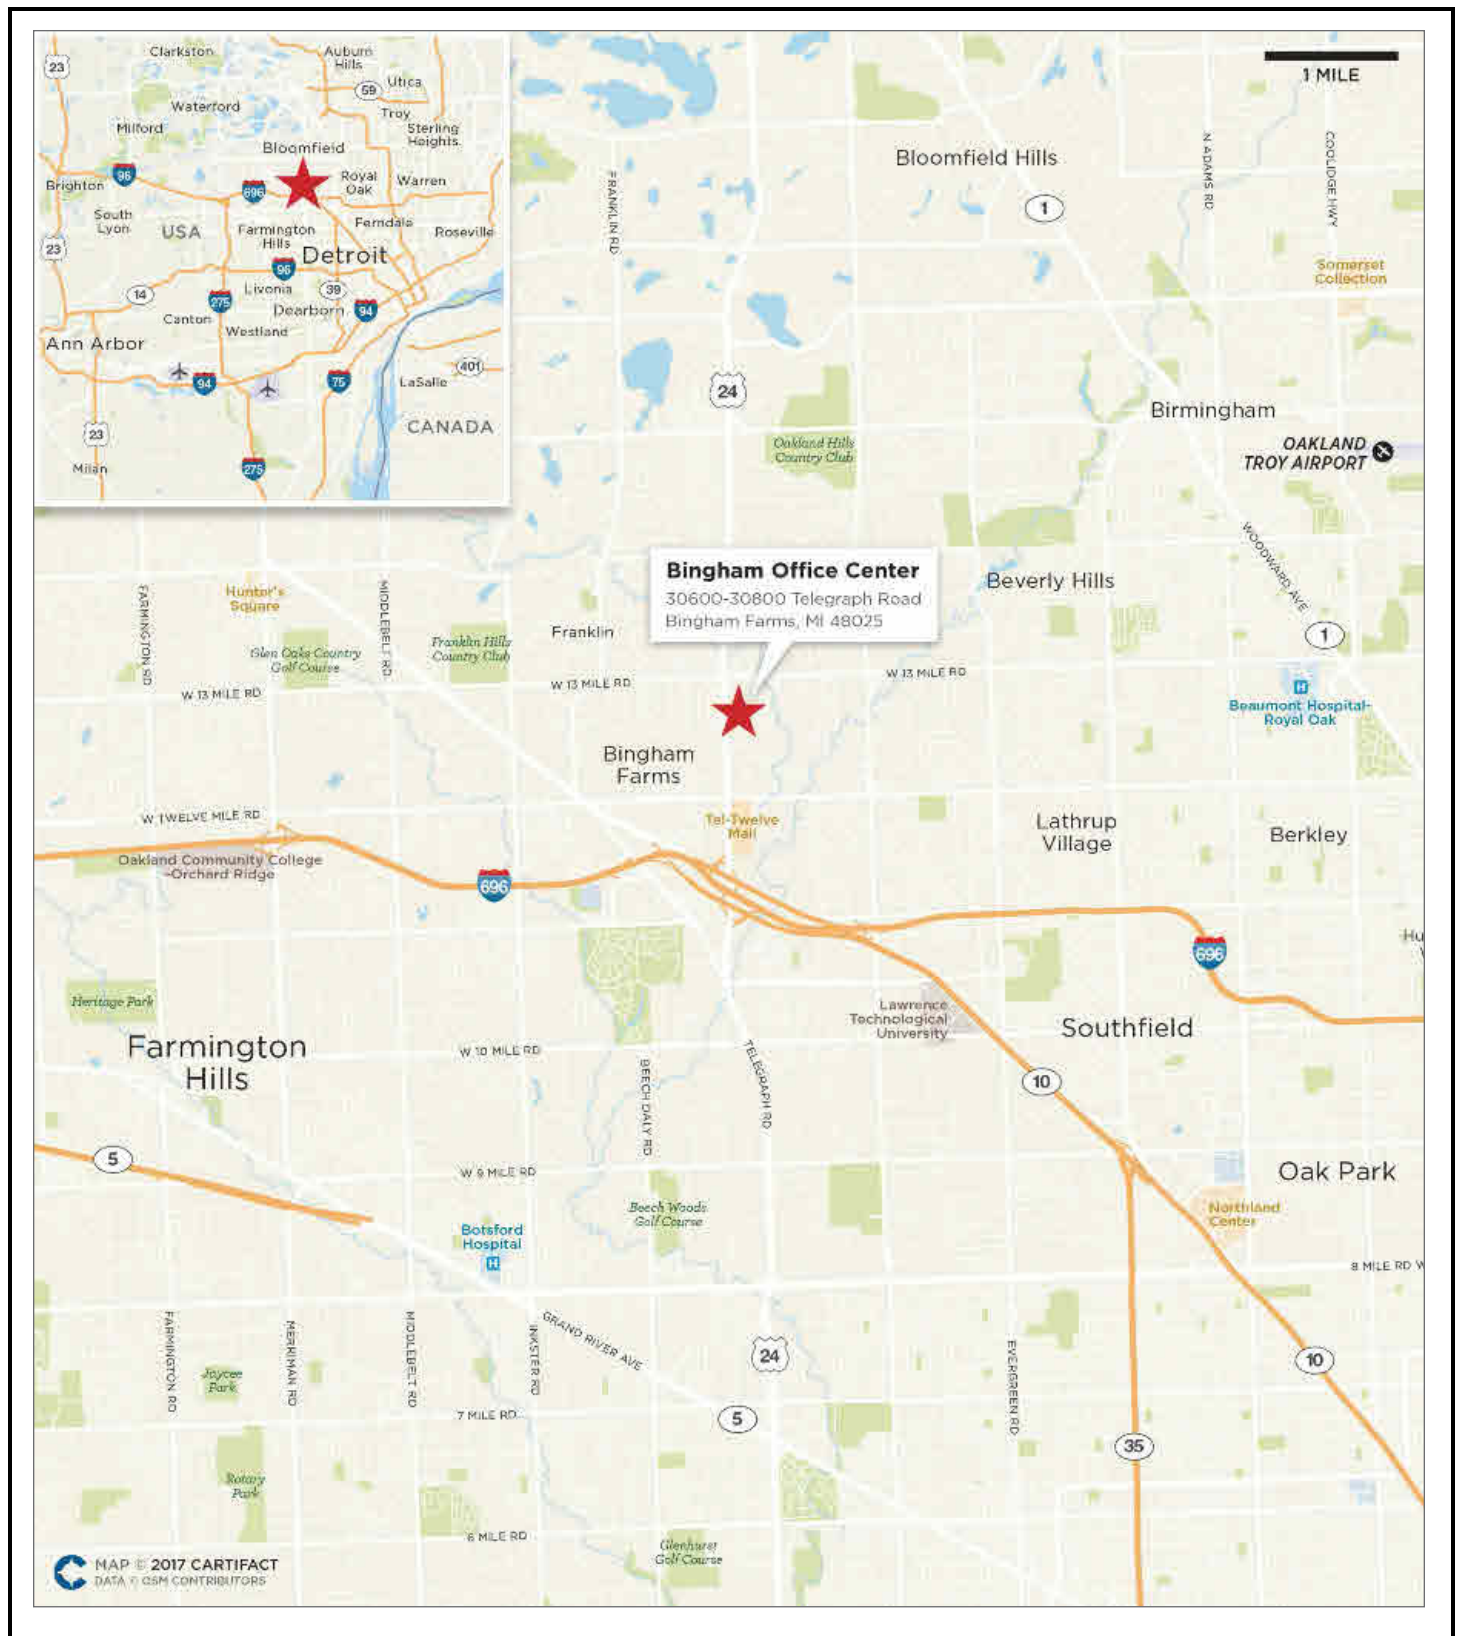 Clarkston
Auburn
Hills
23
59
Utica
Waterford
Troy
Milford
Sterling
Heights
Bloomfield
96
Royal
Oak
Warren
Brighton
696
South
Lyon
USA
Farmington
Hills
Ferndale
Roseville
23
Detroit
96
14
275
Livonia
39
Dearborn
94
Canton
Westland
Ann Arbor
94
75
LaSalle
401
CANADA
23
Milan
275
1 MILE
Bloomfield Hills
FRANKLIN RD
N ADAMS RD
COOLIDGE HWY
1
Somerset
Collection
24
Birmingham
Oakland Hills
Country Club
OAKLAND
TROY AIRPORT
WOODWARD AVE
Bingham Office Center
30600-30800 Telegraph Road
Bingham Farms, MI 48025
Beverly Hills
Hunter's
Square
FARMINGTON RD
MIDDLEBELT RD
Glen Oaks Country
Golf Course
Franklin Hills
Country Club
Franklin
1
W 13 MILE RD
W 13 MILE RD
W 13 MILE RD
H
Beaumont Hospital-
Royal Oak
Bingham
Farms
W TWELVE MILE RD
Tel-Twelve
Mall
Lathrup
Village
Berkley
Oakland Community College
-Orchard Ridge
696
696
Hu
Heritage Park
Lawrence
Technological
University
Southfield
Farmington
Hills
W 10 MILE RD
BEECH DALY RD
TELEGRAPH RD
10
5
W 9 MILE RD
Oak Park
Beech Woods
Golf Course
Northland
Center
Botsford
Hospital
H
8 MILE RD W
FARMINGTON RD
MERRIMAN RD
MIDDLEBELT RD
INKSTER RD
GRAND RIVER AVE
24
EVERGREEN RD
10
Jaycee
Park
7 MILE RD
5
35
Rotary
Park
6 MILE RD
Glenhurst
Golf Course
MAP © 2017 CARTIFACT
DATA © OSM CONTRIBUTORS